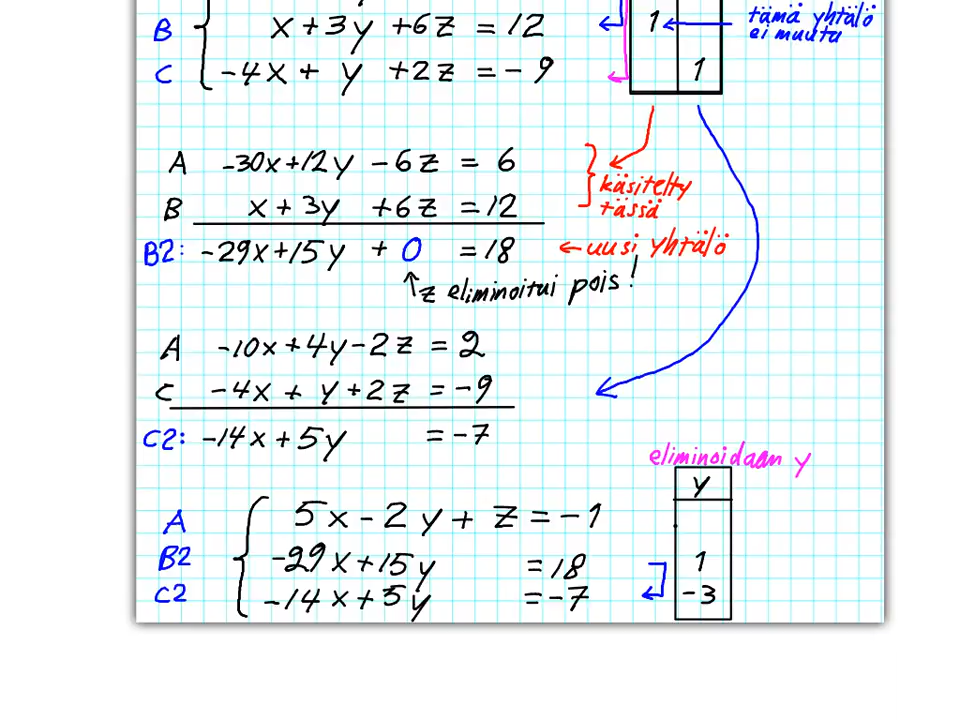 B x + 3y + 6z = 12
1 ← tämä yhtälö ei muutu
C -4x + y + 2z = -9
1
A -30x + 12y - 6z = 6
B x + 3y + 6z = 12
käsitelty tässä
B2: -29x + 15y + 0 = 18 ← uusi yhtälö
↑ z eliminoitui pois!
A -10x + 4y - 2z = 2
C -4x + y + 2z = -9
C2: -14x + 5y = -7
eliminoidaan y
y
A 5x - 2y + z = -1
B2 -29x + 15y = 18 1
C2 -14x + 5y = -7 -3